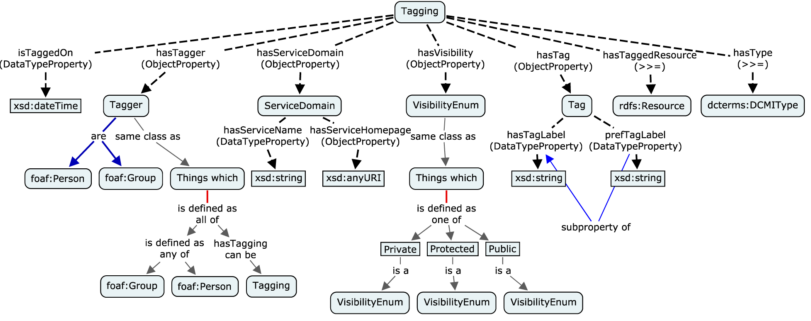 Tagging
isTaggedOn
(DataTypeProperty)
hasTagger
(ObjectProperty)
hasServiceDomain
(ObjectProperty)
hasVisibility
(ObjectProperty)
hasTag
(ObjectProperty)
hasTaggedResource
(>>=)
hasType
(>>=)
xsd:dateTime
Tagger
ServiceDomain
VisibilityEnum
Tag
rdfs:Resource
dcterms:DCMIType
are
same class as
hasServiceName
(DataTypeProperty)
hasServiceHomepage
(ObjectProperty)
same class as
hasTagLabel
(DataTypeProperty)
prefTagLabel
(DataTypeProperty)
foaf:Person
foaf:Group
Things which
xsd:string
xsd:anyURI
Things which
xsd:string
xsd:string
is defined as
all of
is defined as
one of
subproperty of
is defined as
any of
hasTagging
can be
Private
Protected
Public
is a
is a
is a
foaf:Group
foaf:Person
Tagging
VisibilityEnum
VisibilityEnum
VisibilityEnum